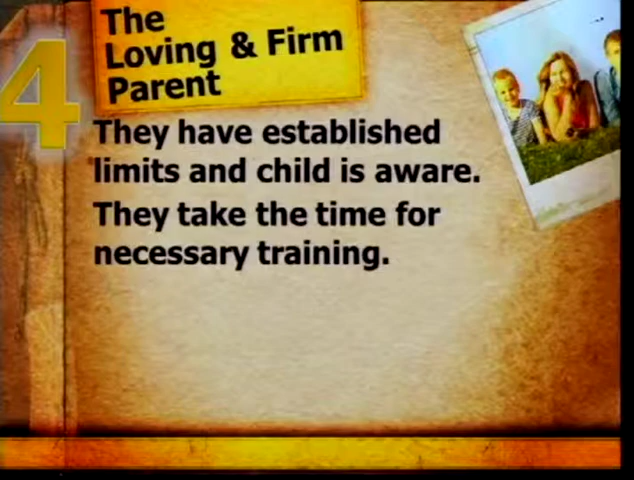 4
The
Loving & Firm
Parent
They have established
limits and child is aware.
They take the time for
necessary training.